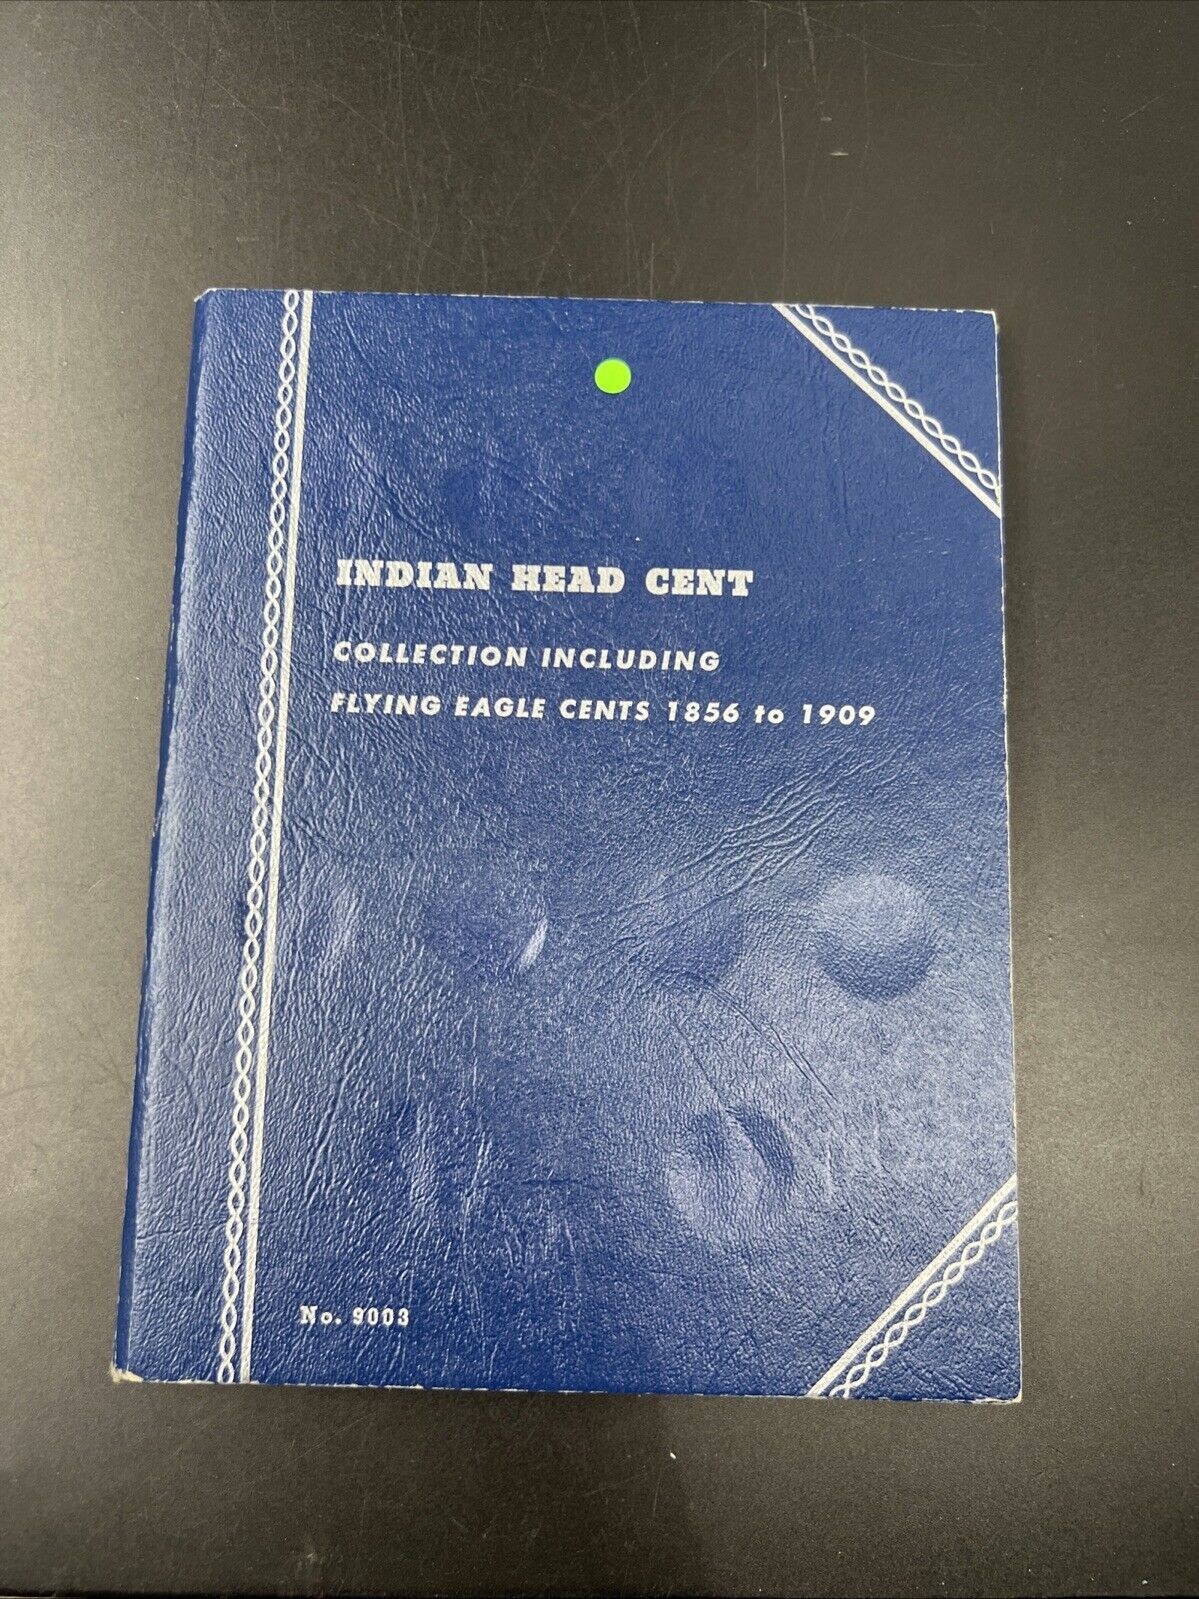 INDIAN HEAD CENT
COLLECTION INCLUDING
FLYING EAGLE CENTS 1856 to 1909
No. 9003